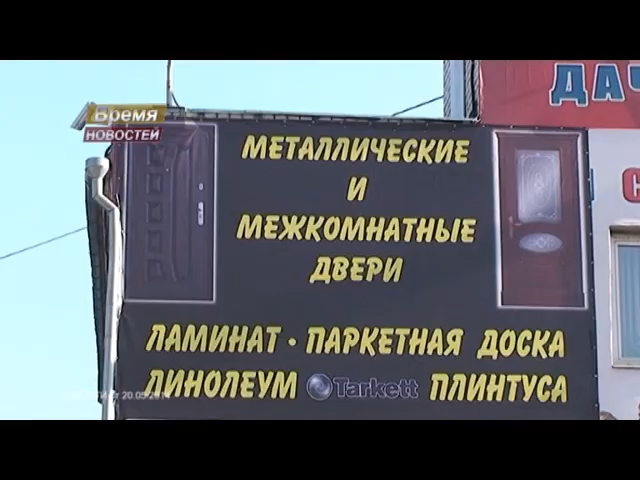 Время
НОВОСТЕЙ
ДАЧ
МЕТАЛЛИЧЕСКИЕ
И
МЕЖКОМНАТНЫЕ
ДВЕРИ
ЛАМИНАТ · ПАРКЕТНАЯ ДОСКА
ЛИНОЛЕУМ Tarkett ПЛИНТУСА